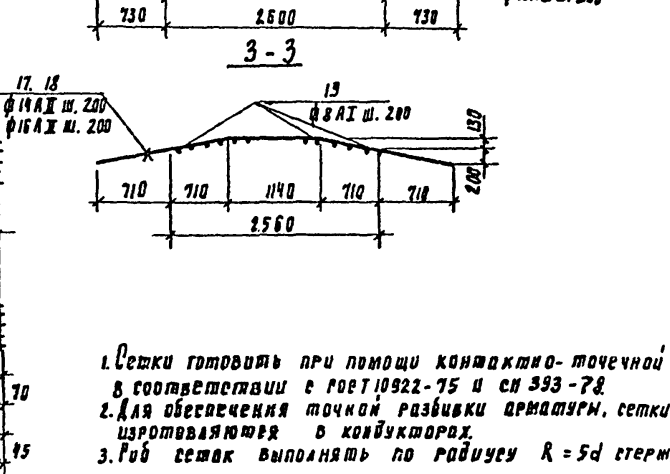 730 2600 730
3-3
17. 18
ф14АII ш. 200
ф16АII ш. 200
19
ф8АI ш. 200
130
200
710 710 1140 710 710
2560
70
45
1. Сетки готовить при помощи контактно-точечной
в соответствии с ГОСТ 10922-75 и СН 393-78.
2. Для обеспечения точной разбивки арматуры, сетки
изготовляются в кондукторах.
3. Гиб сеток выполнять по радиусу R = 5d стерж